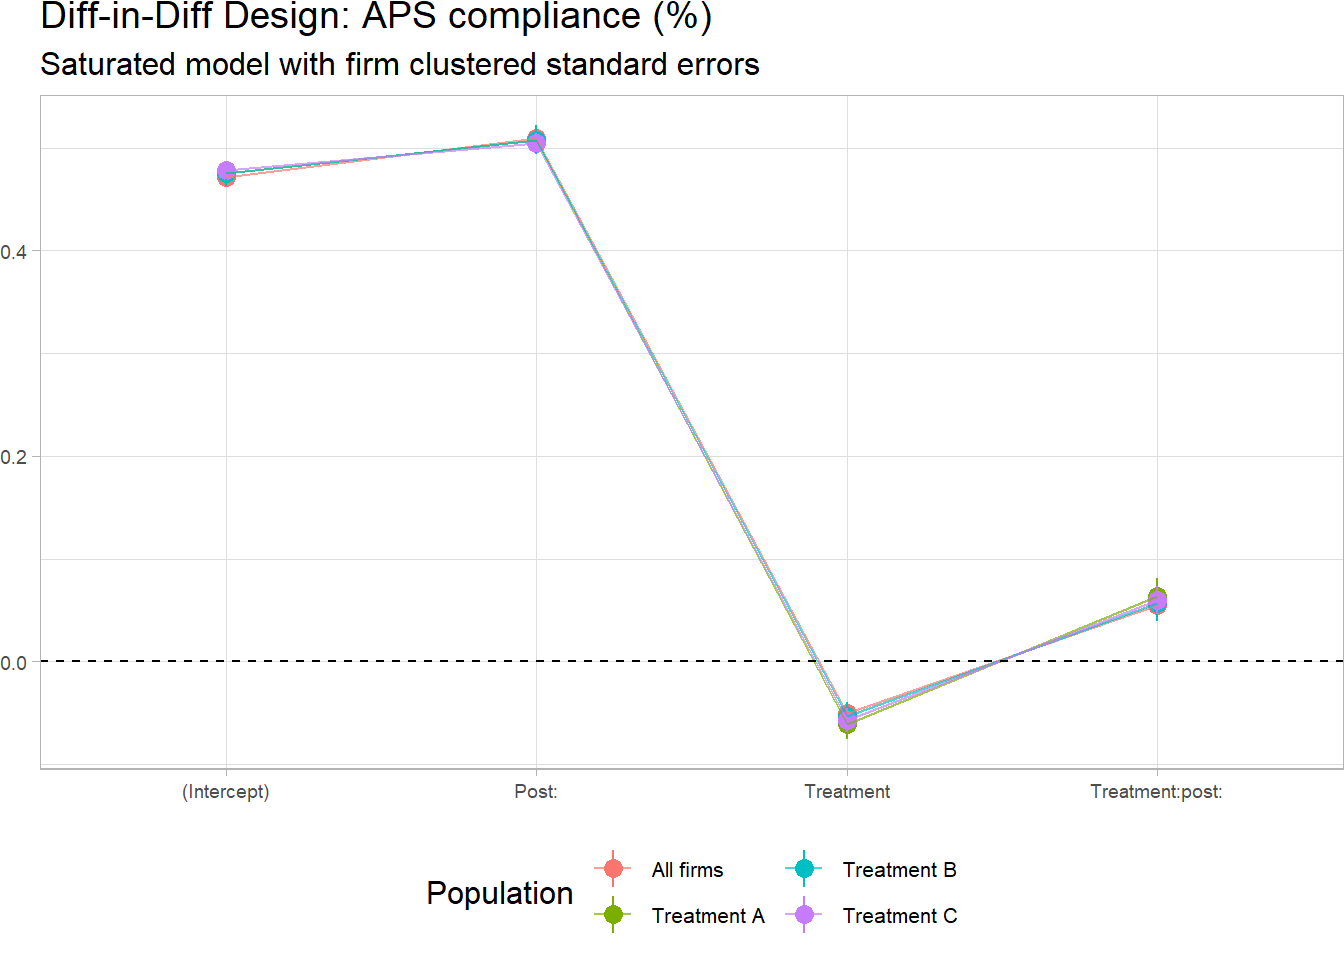 Diff-in-Diff Design: APS compliance (%)
Saturated model with firm clustered standard errors
0.4
0.2
0.0
(Intercept) Post: Treatment Treatment:post:
Population
All firms Treatment B
Treatment A Treatment C